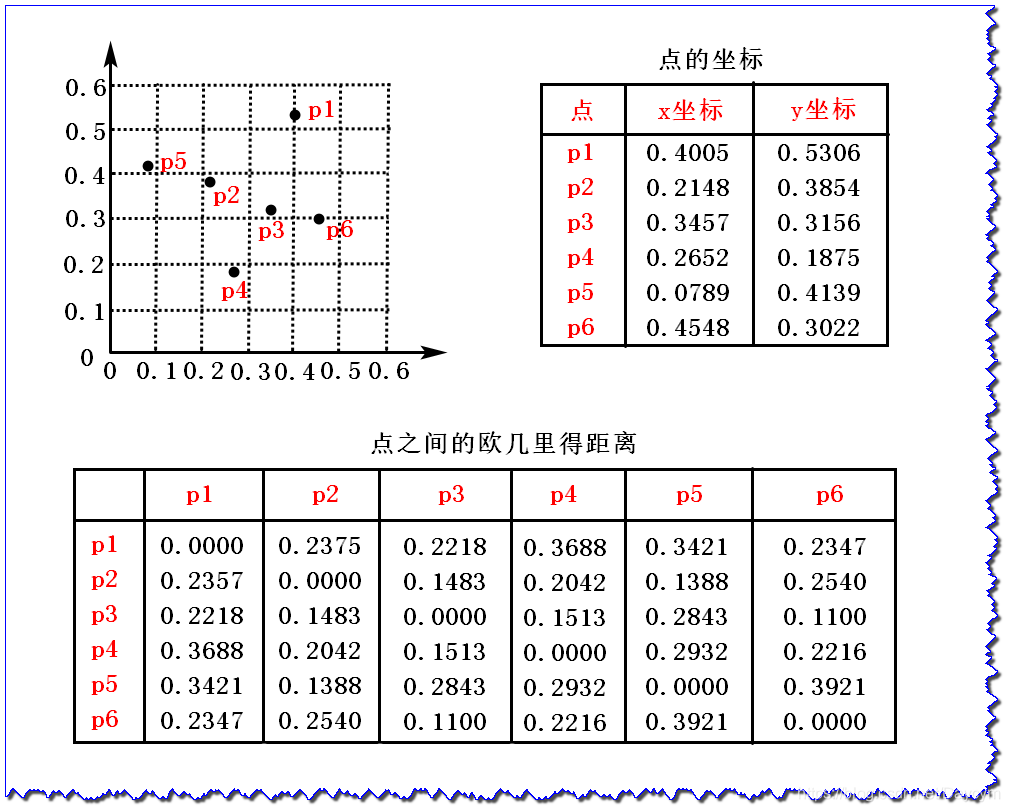 点的坐标
0.6
0.5
0.4
0.3
0.2
0.1
0
0 0.1 0.2 0.3 0.4 0.5 0.6
p1
p5
p2
p3
p6
p4
点 x坐标 y坐标
p1 0.4005 0.5306
p2 0.2148 0.3854
p3 0.3457 0.3156
p4 0.2652 0.1875
p5 0.0789 0.4139
p6 0.4548 0.3022
点之间的欧几里得距离
p1 p2 p3 p4 p5 p6
p1 0.0000 0.2375 0.2218 0.3688 0.3421 0.2347
p2 0.2357 0.0000 0.1483 0.2042 0.1388 0.2540
p3 0.2218 0.1483 0.0000 0.1513 0.2843 0.1100
p4 0.3688 0.2042 0.1513 0.0000 0.2932 0.2216
p5 0.3421 0.1388 0.2843 0.2932 0.0000 0.3921
p6 0.2347 0.2540 0.1100 0.2216 0.3921 0.0000